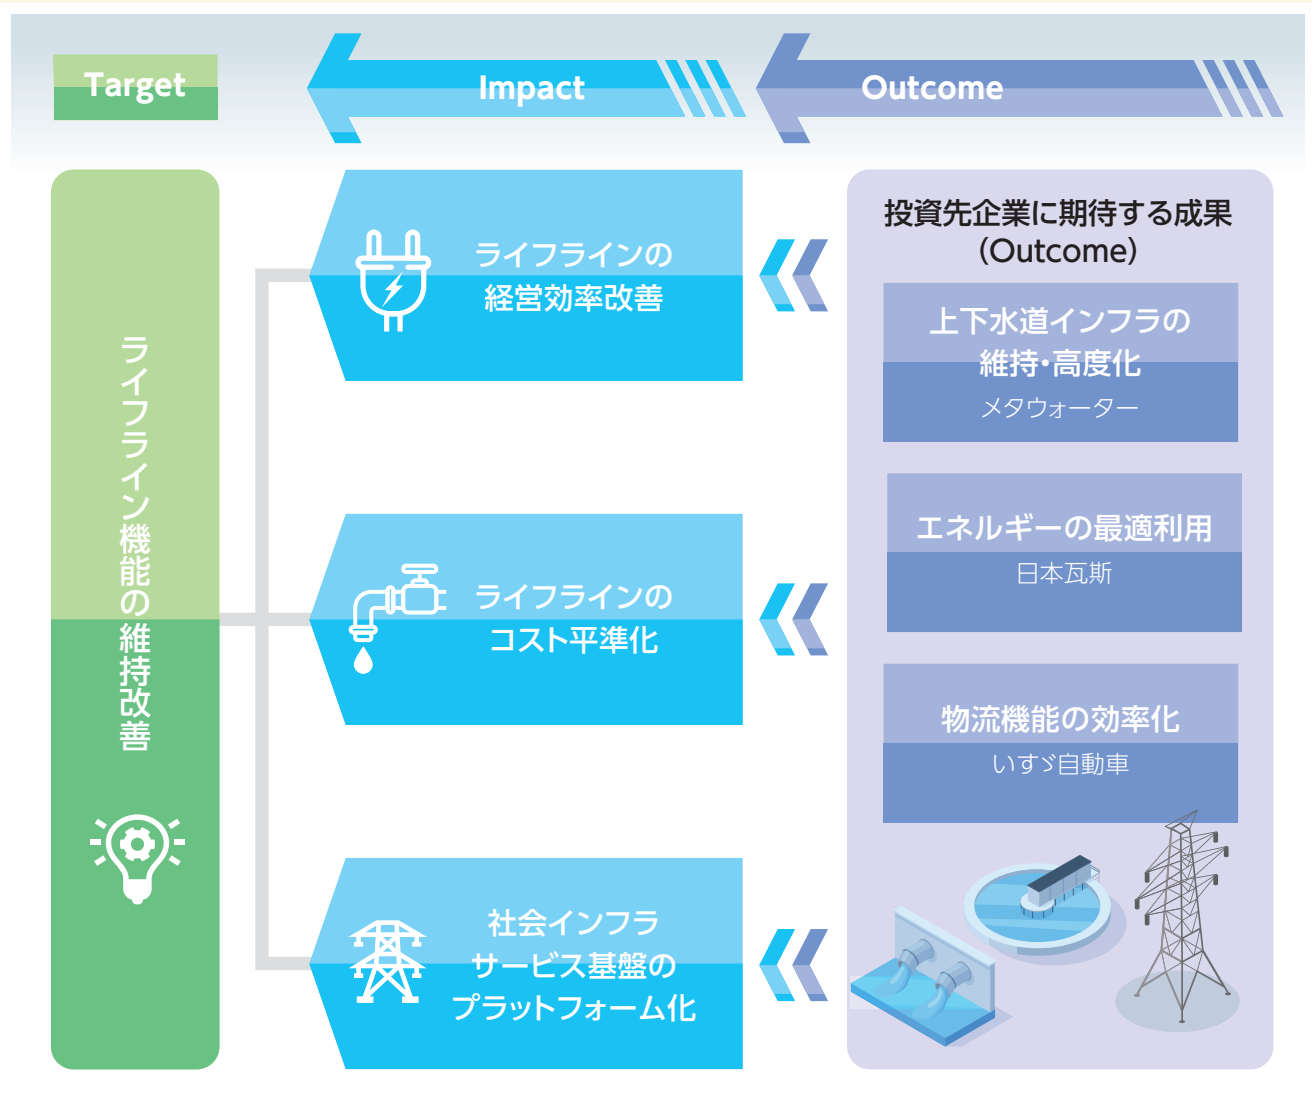 Target
Impact
Outcome
ライフライン機能の維持改善
ライフラインの
経営効率改善
ライフラインの
コスト平準化
社会インフラ
サービス基盤の
プラットフォーム化
投資先企業に期待する成果
(Outcome)
上下水道インフラの
維持・高度化
メタウォーター
エネルギーの最適利用
日本瓦斯
物流機能の効率化
いすゞ自動車